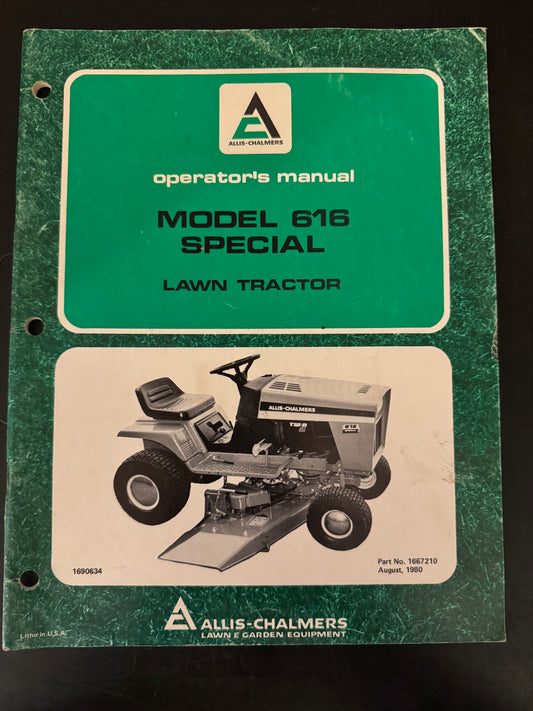 ALLIS-CHALMERS
operator's manual
MODEL 616
SPECIAL
LAWN TRACTOR
ALLIS-CHALMERS
616
1690634
Part No. 1667210
August, 1980
ALLIS-CHALMERS
LAWN & GARDEN EQUIPMENT
Litho in U.S.A.